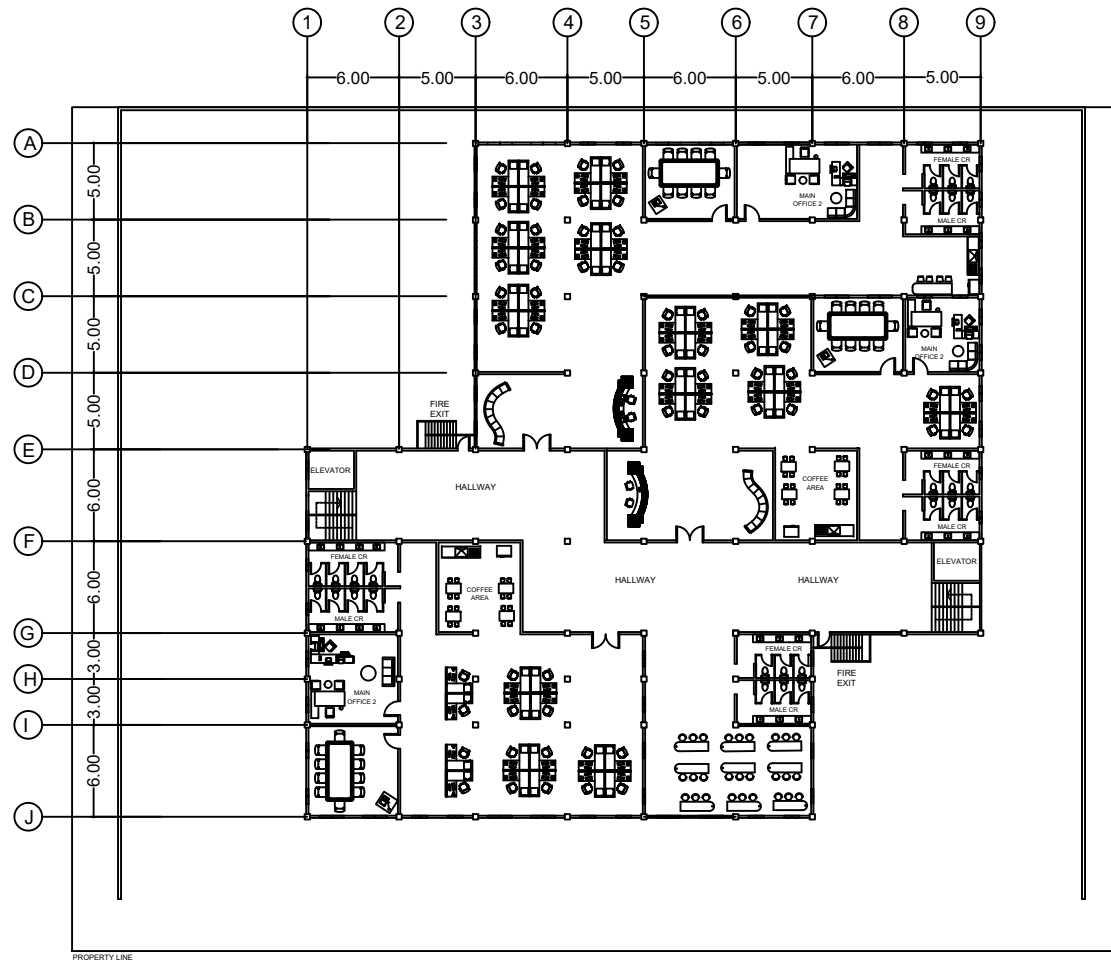 1 2 3 4 5 6 7 8 9
6.00 5.00 6.00 5.00 6.00 5.00 6.00 5.00
A
5.00
FEMALE CR
MAIN
OFFICE 2
B
MALE CR
5.00
C
5.00
MAIN
OFFICE 2
D
5.00
FIRE
EXIT
E
FEMALE CR
ELEVATOR
COFFEE
AREA
HALLWAY
6.00
MALE CR
F
FEMALE CR
ELEVATOR
HALLWAY
HALLWAY
COFFEE
AREA
6.00
MALE CR
G
FEMALE CR
3.00
FIRE
EXIT
H
MAIN
OFFICE 2
MALE CR
3.00
I
6.00
J
PROPERTY LINE